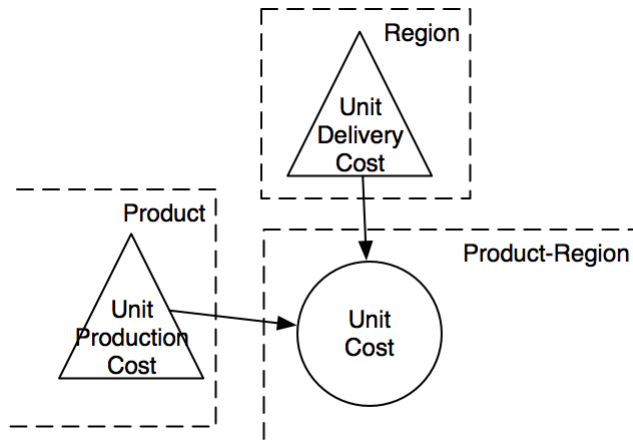 Region
Unit
Delivery
Cost
Product
Unit
Production
Cost
Product-Region
Unit
Cost